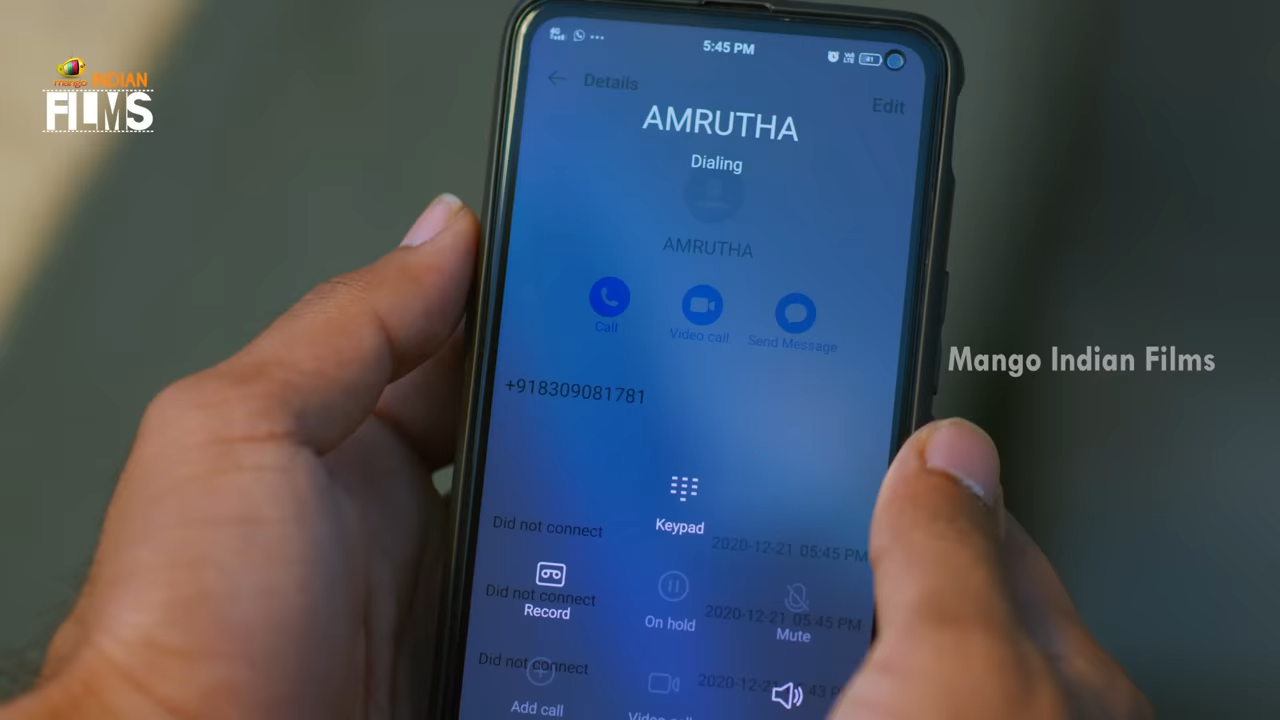 mango INDIAN
FILMS
5:45 PM
Details
Edit
AMRUTHA
Dialing
AMRUTHA
Call
Video call
Send Message
Mango Indian Films
+918309081781
Keypad
Did not connect
2020-12-21 05:45 PM
Did not connect
2020-12-21 05:45 PM
Record
On hold
Mute
Did not connect
Add call
Video call